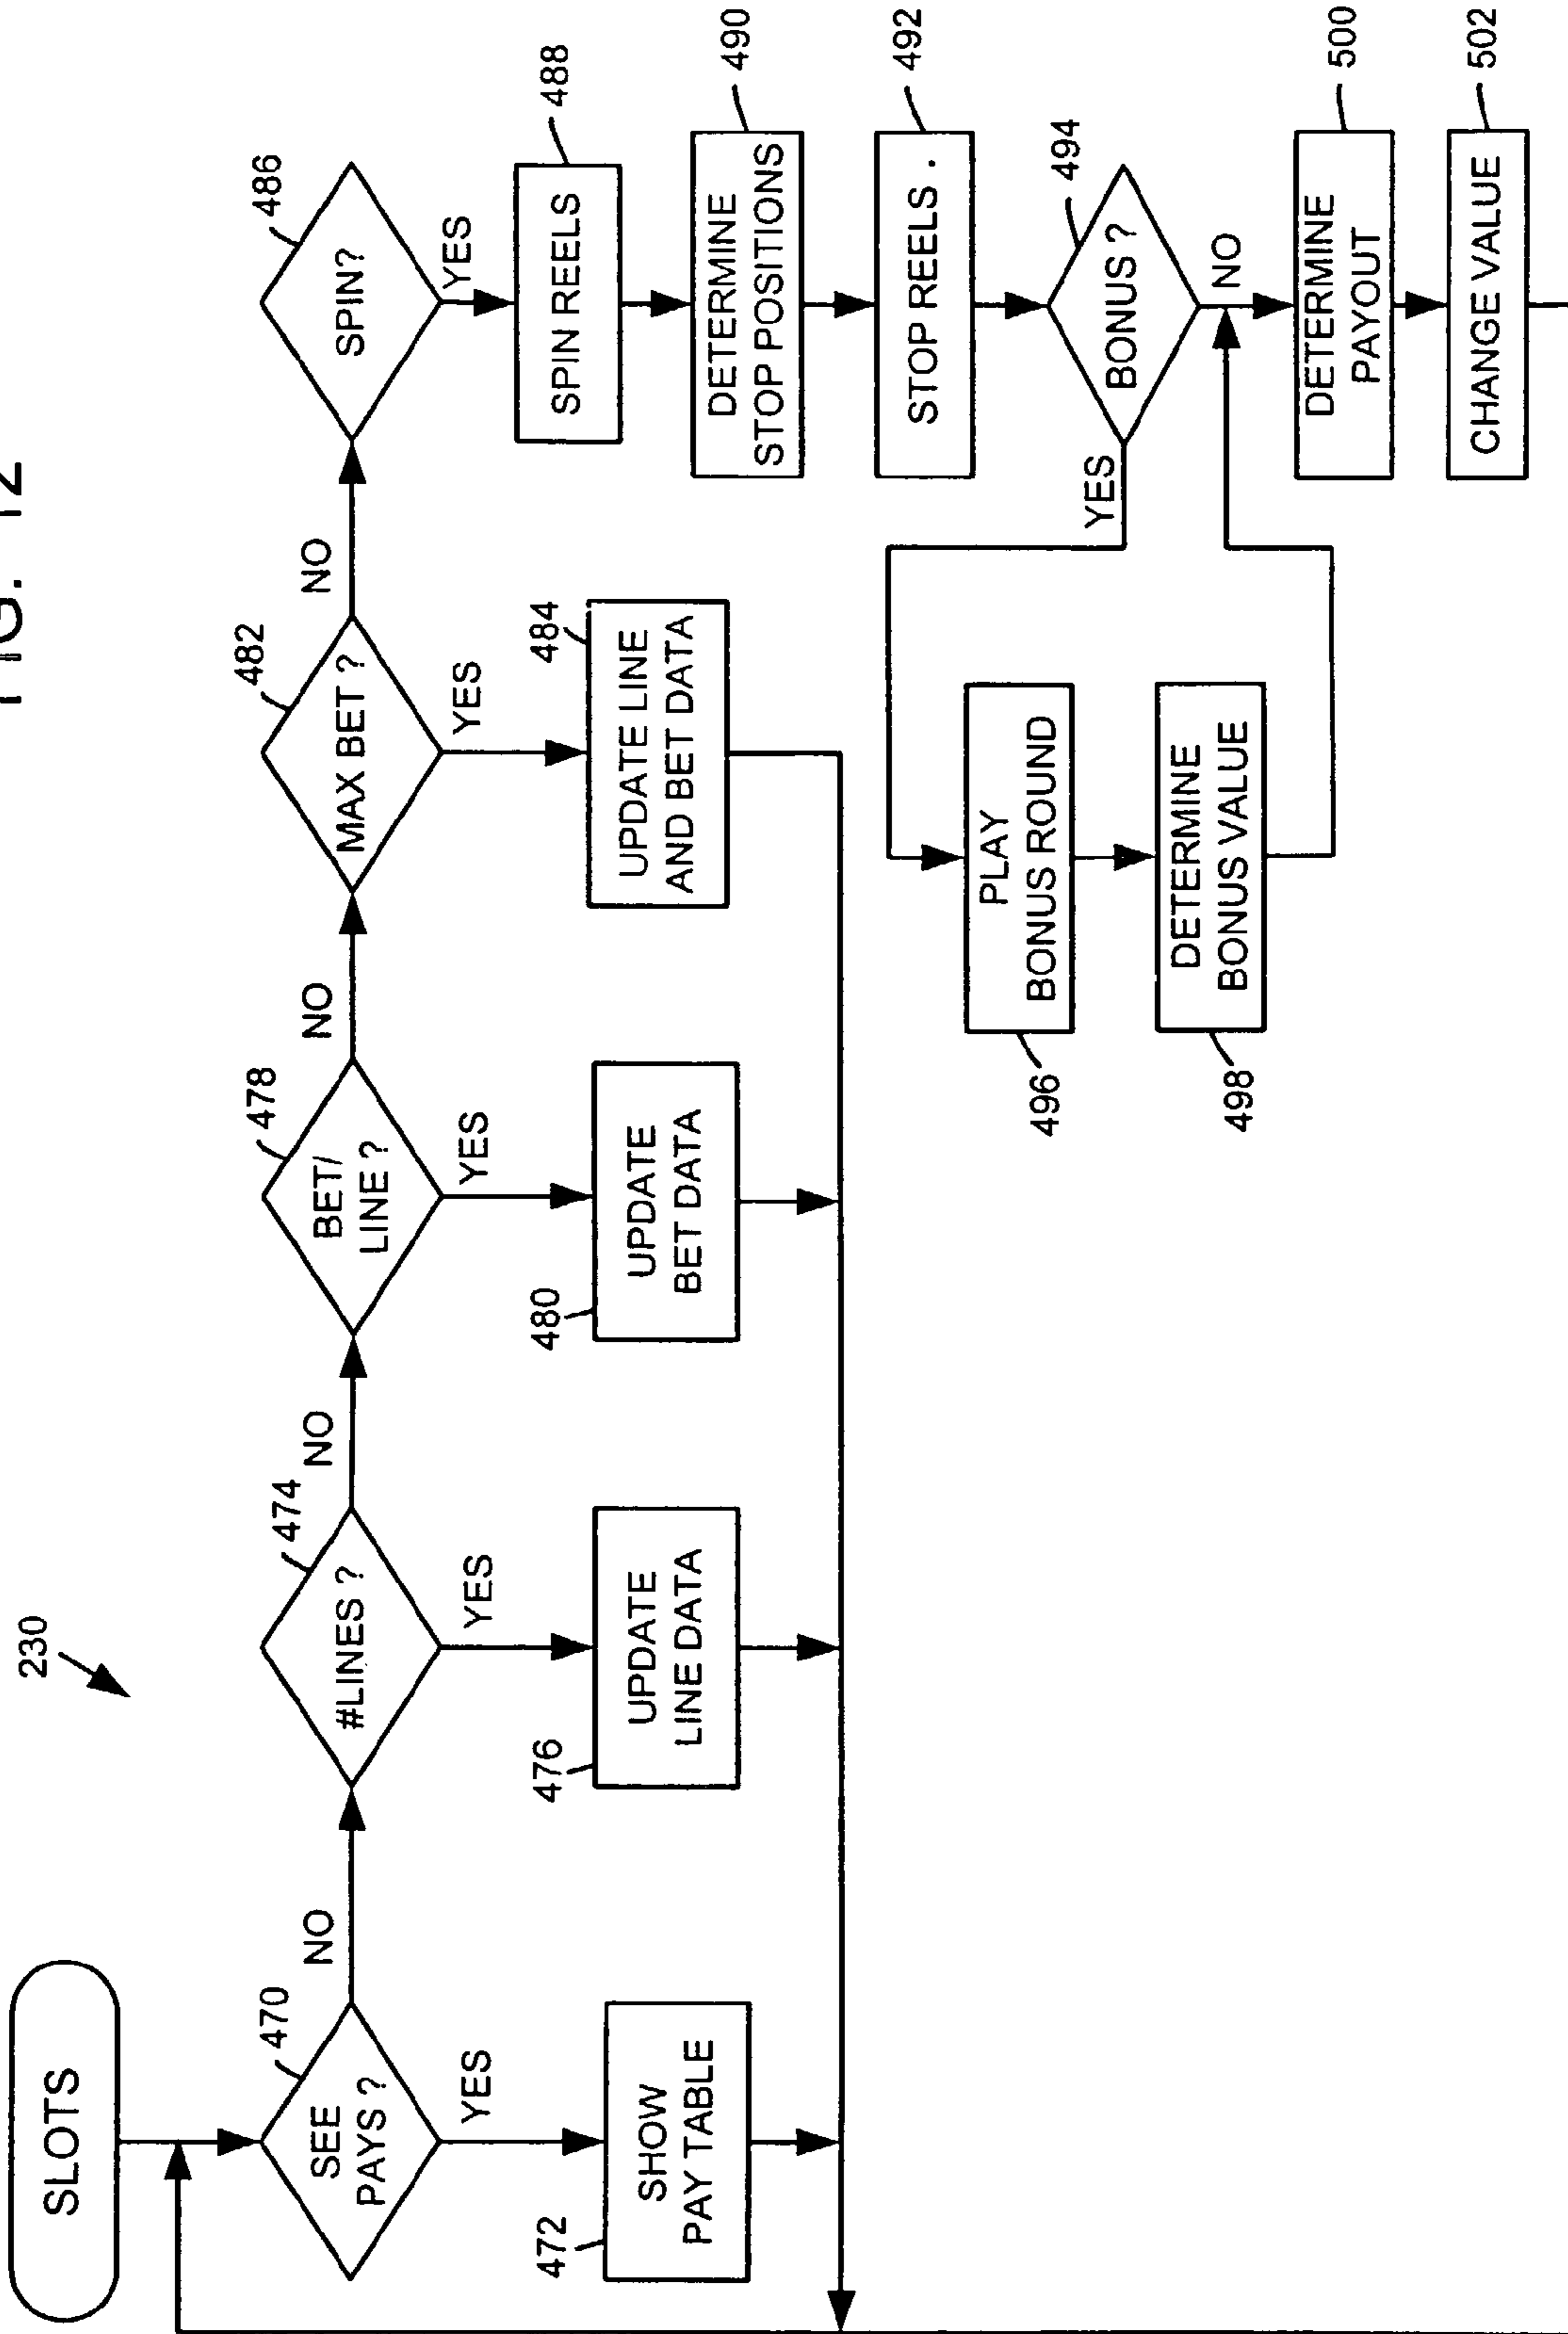 FIG. 12
230
SLOTS
470
SEE
PAYS ?
NO
YES
472
SHOW
PAY TABLE
474
#LINES ?
NO
YES
476
UPDATE
LINE DATA
478
BET/
LINE ?
NO
YES
480
UPDATE
BET DATA
482
MAX BET ?
NO
YES
484
UPDATE LINE
AND BET DATA
486
SPIN?
YES
488
SPIN REELS
490
DETERMINE
STOP POSITIONS
492
STOP REELS .
494
BONUS ?
YES
NO
496
PLAY
BONUS ROUND
498
DETERMINE
BONUS VALUE
500
DETERMINE
PAYOUT
502
CHANGE VALUE